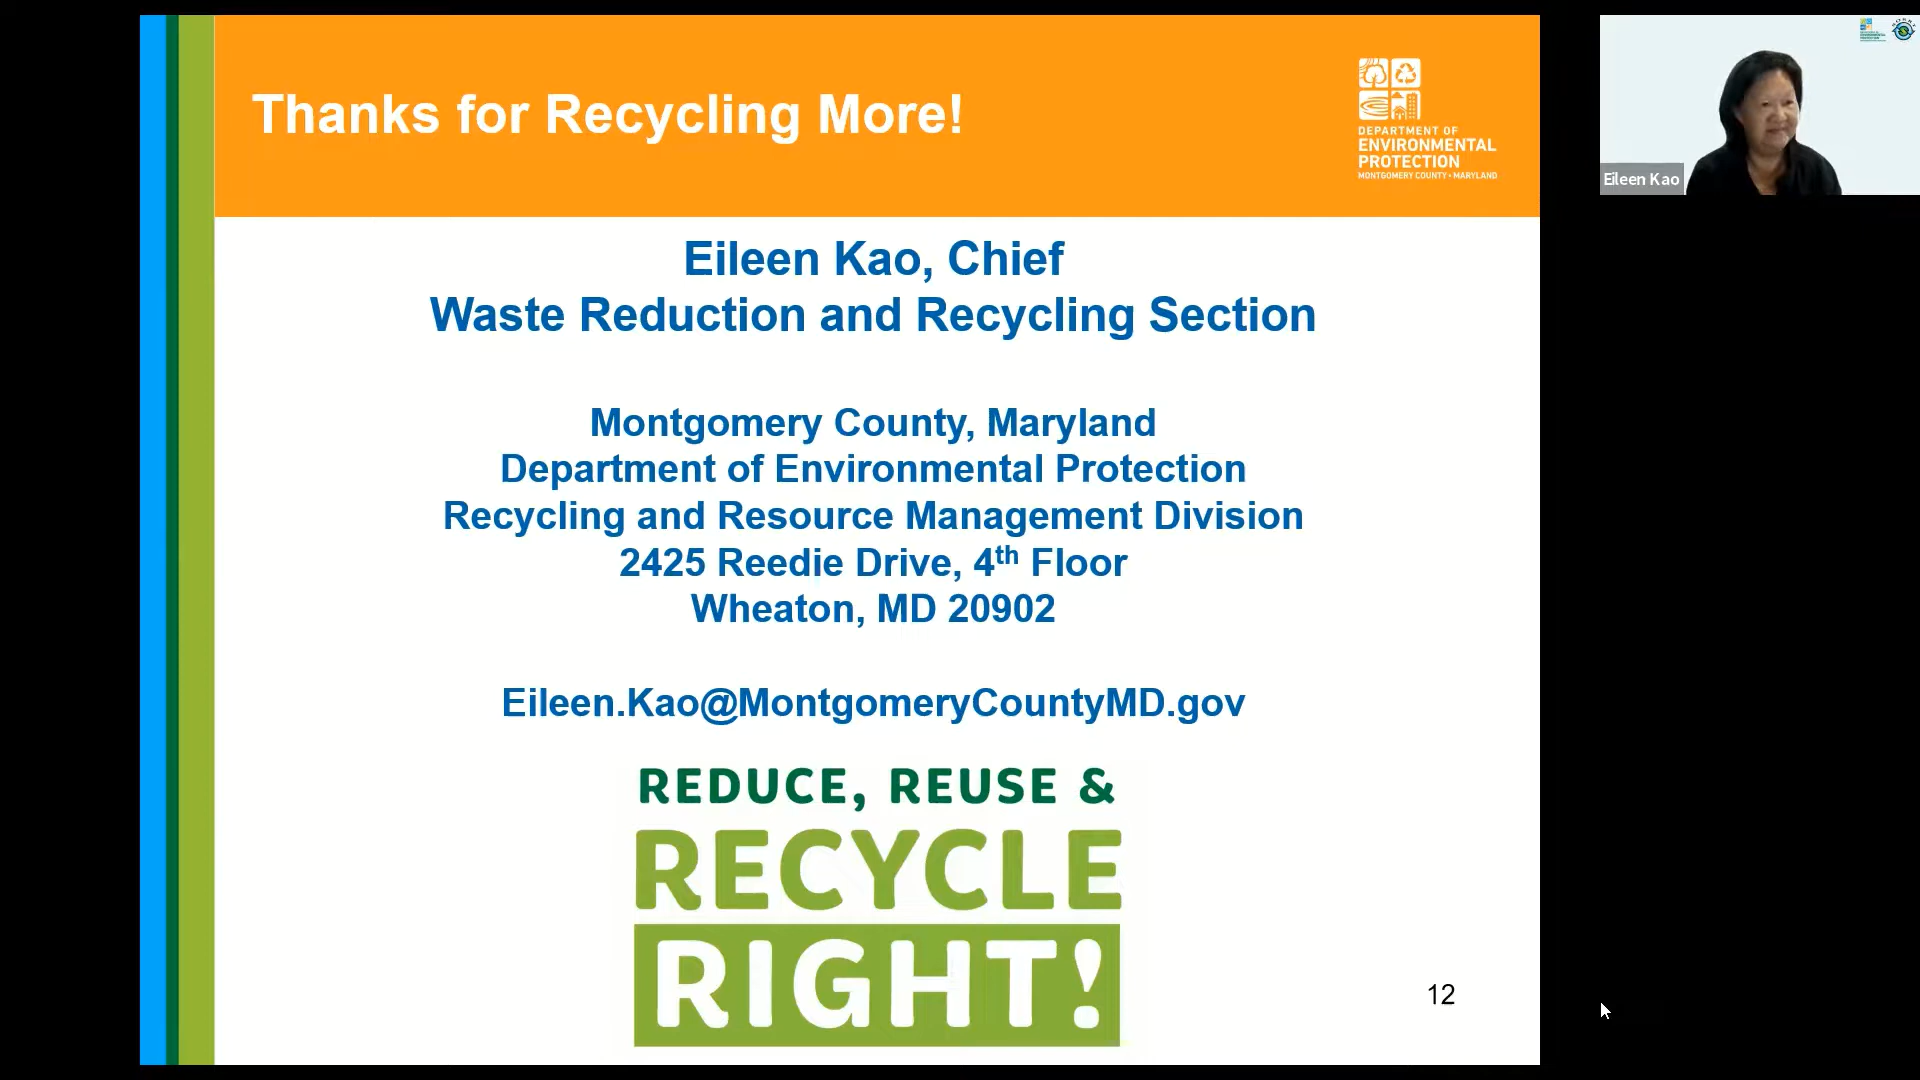 Thanks for Recycling More!
DEPARTMENT OF
ENVIRONMENTAL
PROTECTION
MONTGOMERY COUNTY • MARYLAND
Eileen Kao
Eileen Kao, Chief
Waste Reduction and Recycling Section
Montgomery County, Maryland
Department of Environmental Protection
Recycling and Resource Management Division
2425 Reedie Drive, 4th Floor
Wheaton, MD 20902
Eileen.Kao@MontgomeryCountyMD.gov
REDUCE, REUSE &
RECYCLE
RIGHT!
12